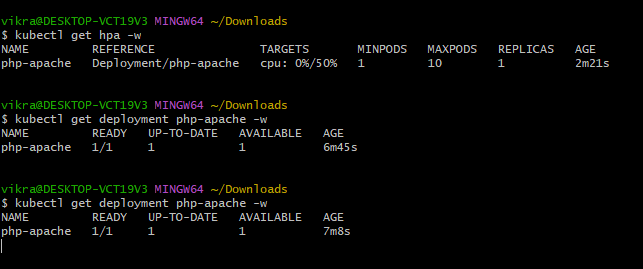 vikra@DESKTOP-VCT19V3 MINGW64 ~/Downloads
$ kubectl get hpa -w
NAME REFERENCE TARGETS MINPODS MAXPODS REPLICAS AGE
php-apache Deployment/php-apache cpu: 0%/50% 1 10 1 2m21s
vikra@DESKTOP-VCT19V3 MINGW64 ~/Downloads
$ kubectl get deployment php-apache -w
NAME READY UP-TO-DATE AVAILABLE AGE
php-apache 1/1 1 1 6m45s
vikra@DESKTOP-VCT19V3 MINGW64 ~/Downloads
$ kubectl get deployment php-apache -w
NAME READY UP-TO-DATE AVAILABLE AGE
php-apache 1/1 1 1 7m8s